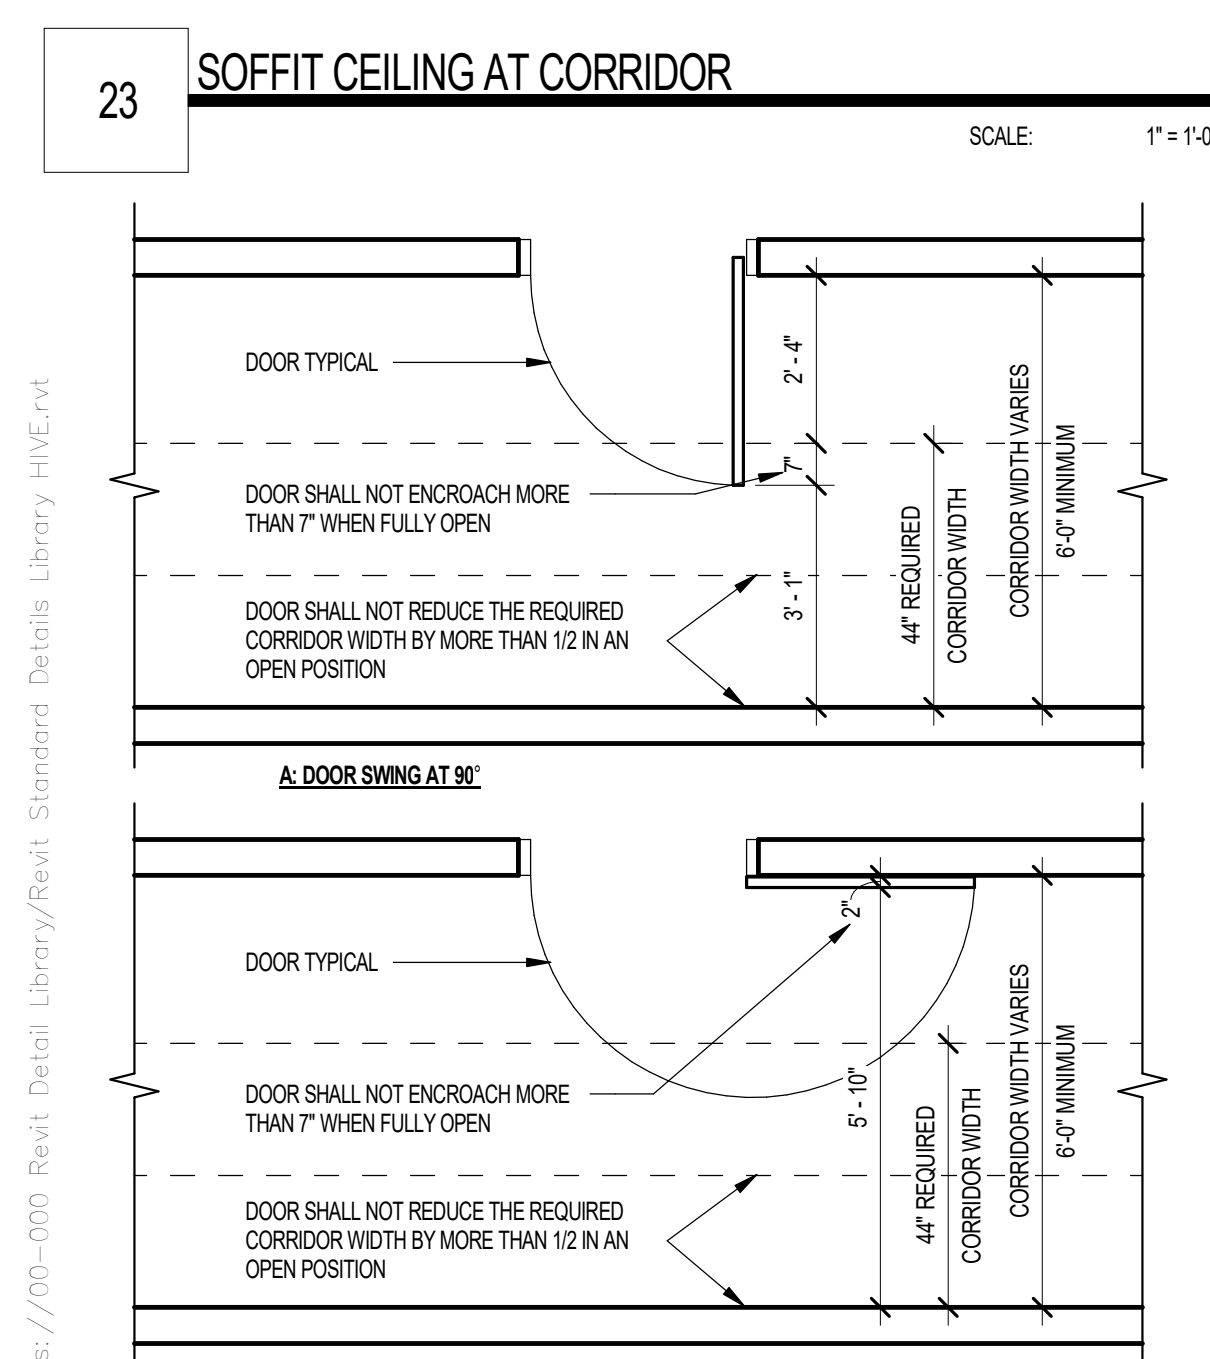 23
SOFFIT CEILING AT CORRIDOR
SCALE: 1" = 1'-0
DOOR TYPICAL
2' - 4"
7"
DOOR SHALL NOT ENCROACH MORE
THAN 7" WHEN FULLY OPEN
3' - 1"
44" REQUIRED
CORRIDOR WIDTH
CORRIDOR WIDTH VARIES
6'-0" MINIMUM
DOOR SHALL NOT REDUCE THE REQUIRED
CORRIDOR WIDTH BY MORE THAN 1/2 IN AN
OPEN POSITION
A: DOOR SWING AT 90°
DOOR TYPICAL
2"
DOOR SHALL NOT ENCROACH MORE
THAN 7" WHEN FULLY OPEN
5' - 10"
44" REQUIRED
CORRIDOR WIDTH
CORRIDOR WIDTH VARIES
6'-0" MINIMUM
DOOR SHALL NOT REDUCE THE REQUIRED
CORRIDOR WIDTH BY MORE THAN 1/2 IN AN
OPEN POSITION
s://00-000 Revit Detail Library/Revit Standard Details Library HIVE.rvt